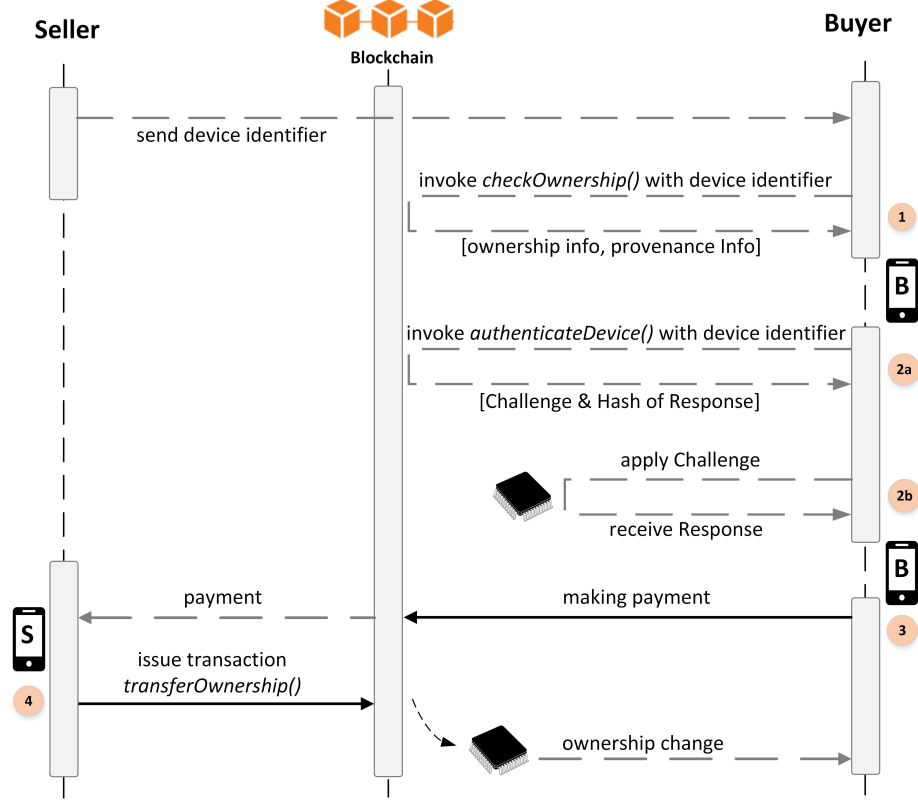 Seller
Blockchain
Buyer
send device identifier
invoke checkOwnership() with device identifier
1
[ownership info, provenance Info]
B
invoke authenticateDevice() with device identifier
2a
[Challenge & Hash of Response]
apply Challenge
2b
receive Response
B
payment
making payment
S
3
issue transaction
transferOwnership()
4
ownership change